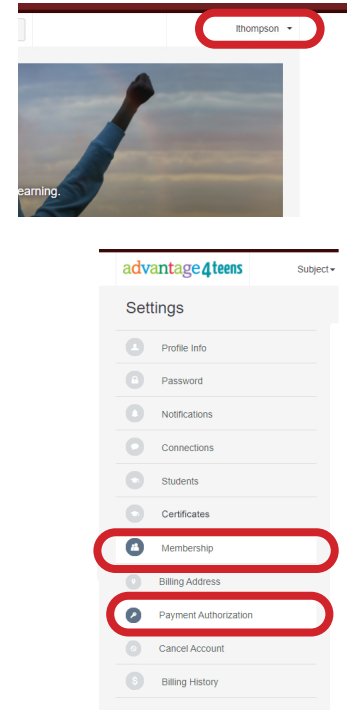 lthompson
earning.
advantage4teens
Subject
Settings
Profile Info
Password
Notifications
Connections
Students
Certificates
Membership
Billing Address
Payment Authorization
Cancel Account
Billing History